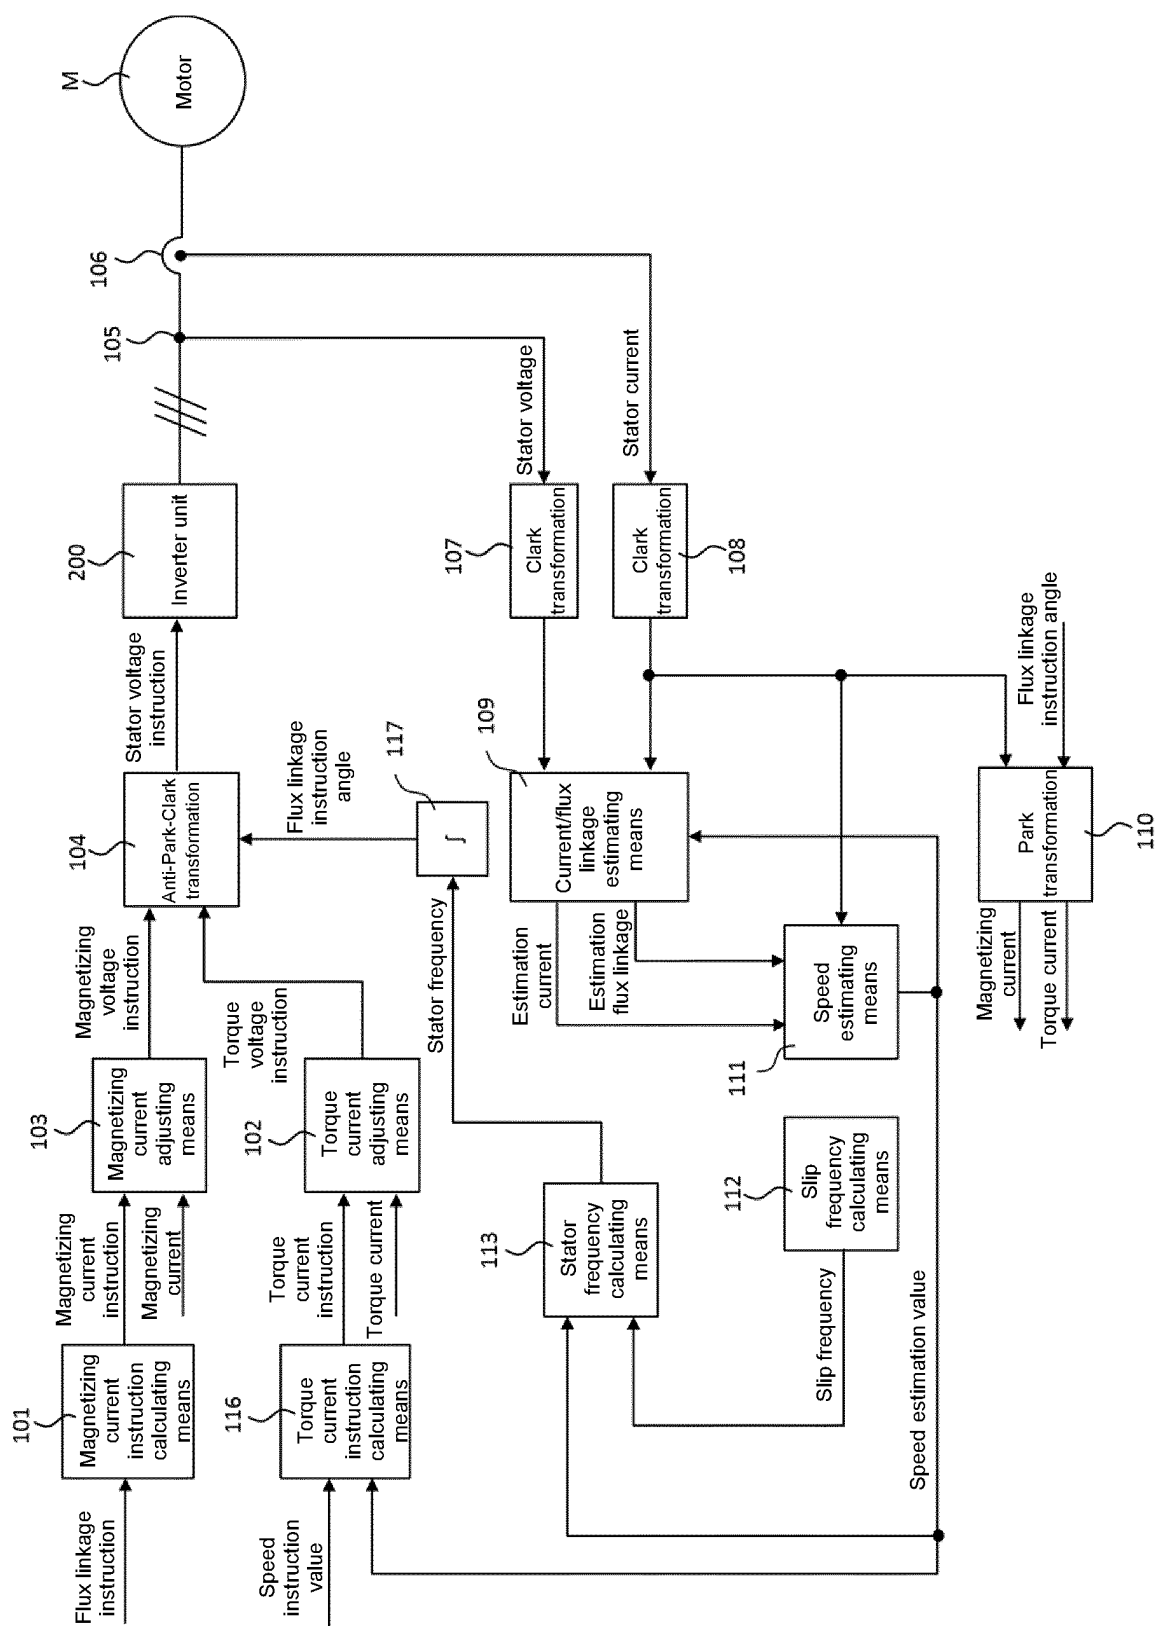 Flux linkage
instruction
101
Magnetizing
current
instruction
calculating
means
Magnetizing
current
instruction
Magnetizing
current
103
Magnetizing
current
adjusting
means
Magnetizing
voltage
instruction
104
Anti-Park-Clark
transformation
Stator voltage
instruction
200
Inverter unit
105
106
M
Motor
Speed
instruction
value
116
Torque
current
instruction
calculating
means
Torque
current
instruction
Torque current
102
Torque
current
adjusting
means
Torque
voltage
instruction
Flux linkage
instruction
angle
117
∫
Stator frequency
113
Stator
frequency
calculating
means
Estimation
current
Estimation
flux linkage
109
Current/flux
linkage
estimating
means
107
Clark
transformation
Stator voltage
Clark
transformation
108
Stator current
Slip frequency
112
Slip
frequency
calculating
means
111
Speed
estimating
means
Speed estimation value
Magnetizing
current
Torque current
Park
transformation
110
Flux linkage
instruction angle